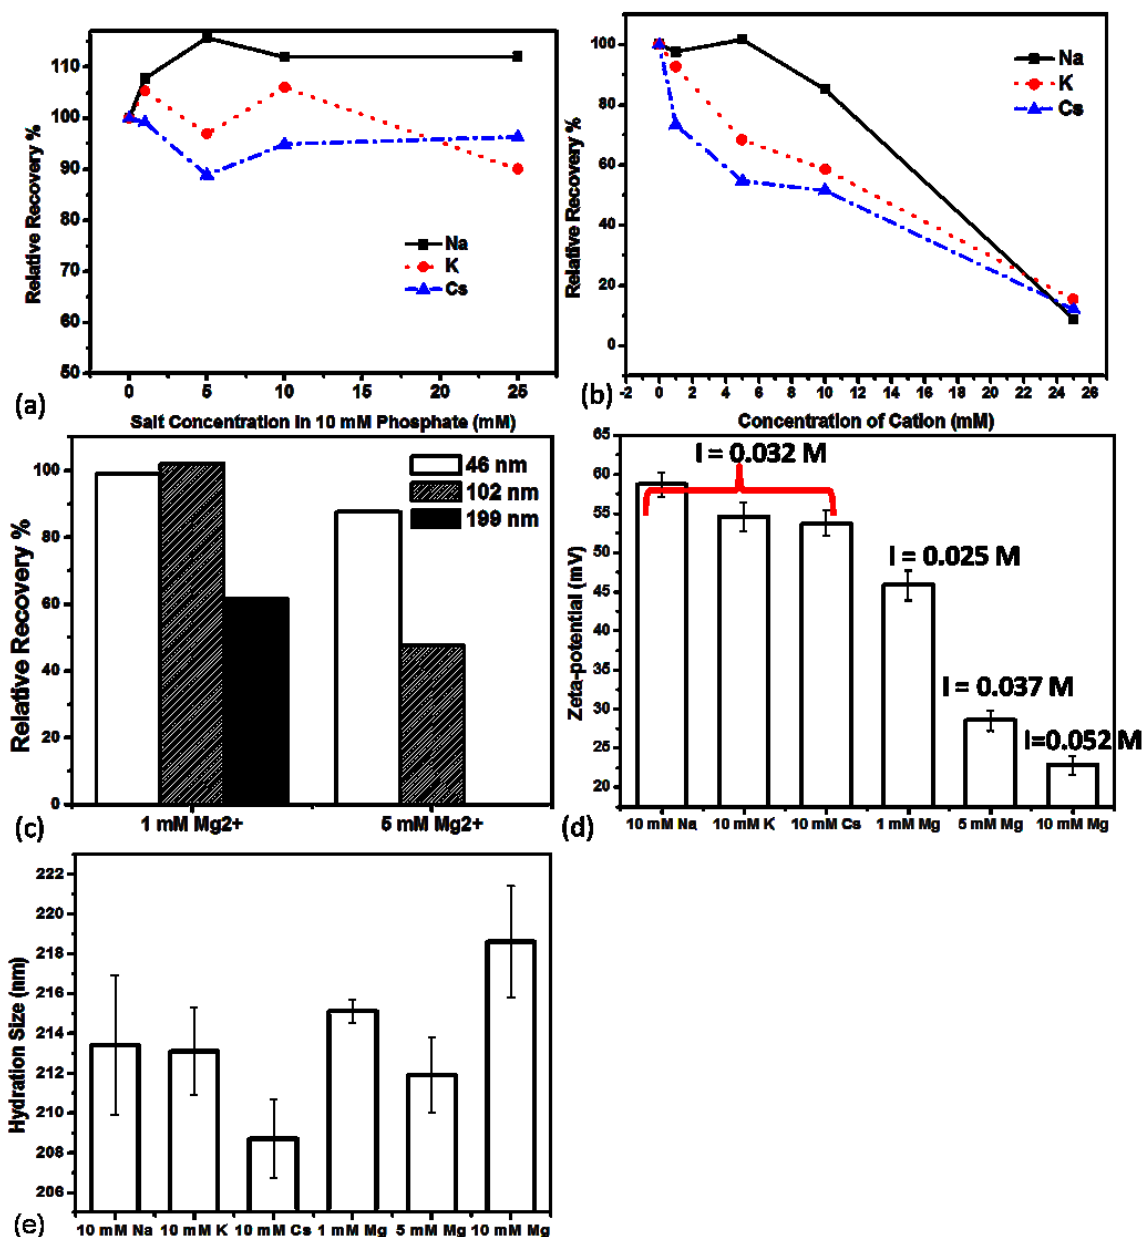 110
100
90
80
70
60
50
0
5
10
15
20
25
Relative Recovery %
Na
K
Cs
(a)
Salt Concentration in 10 mM Phosphate (mM)
100
80
60
40
20
0
-2
0
2
4
6
8
10
12
14
16
18
20
22
24
26
Relative Recovery %
Na
K
Cs
(b)
Concentration of Cation (mM)
100
80
60
40
20
0
Relative Recovery %
46 nm
102 nm
199 nm
(c)
1 mM Mg2+
5 mM Mg2+
65
60
55
50
45
40
35
30
25
20
Zeta-potential (mV)
I = 0.032 M
I = 0.025 M
I = 0.037 M
I=0.052 M
(d)
10 mM Na
10 mM K
10 mM Cs
1 mM Mg
5 mM Mg
10 mM Mg
222
220
218
216
214
212
210
208
206
Hydration Size (nm)
(e)
10 mM Na
10 mM K
10 mM Cs
1 mM Mg
5 mM Mg
10 mM Mg